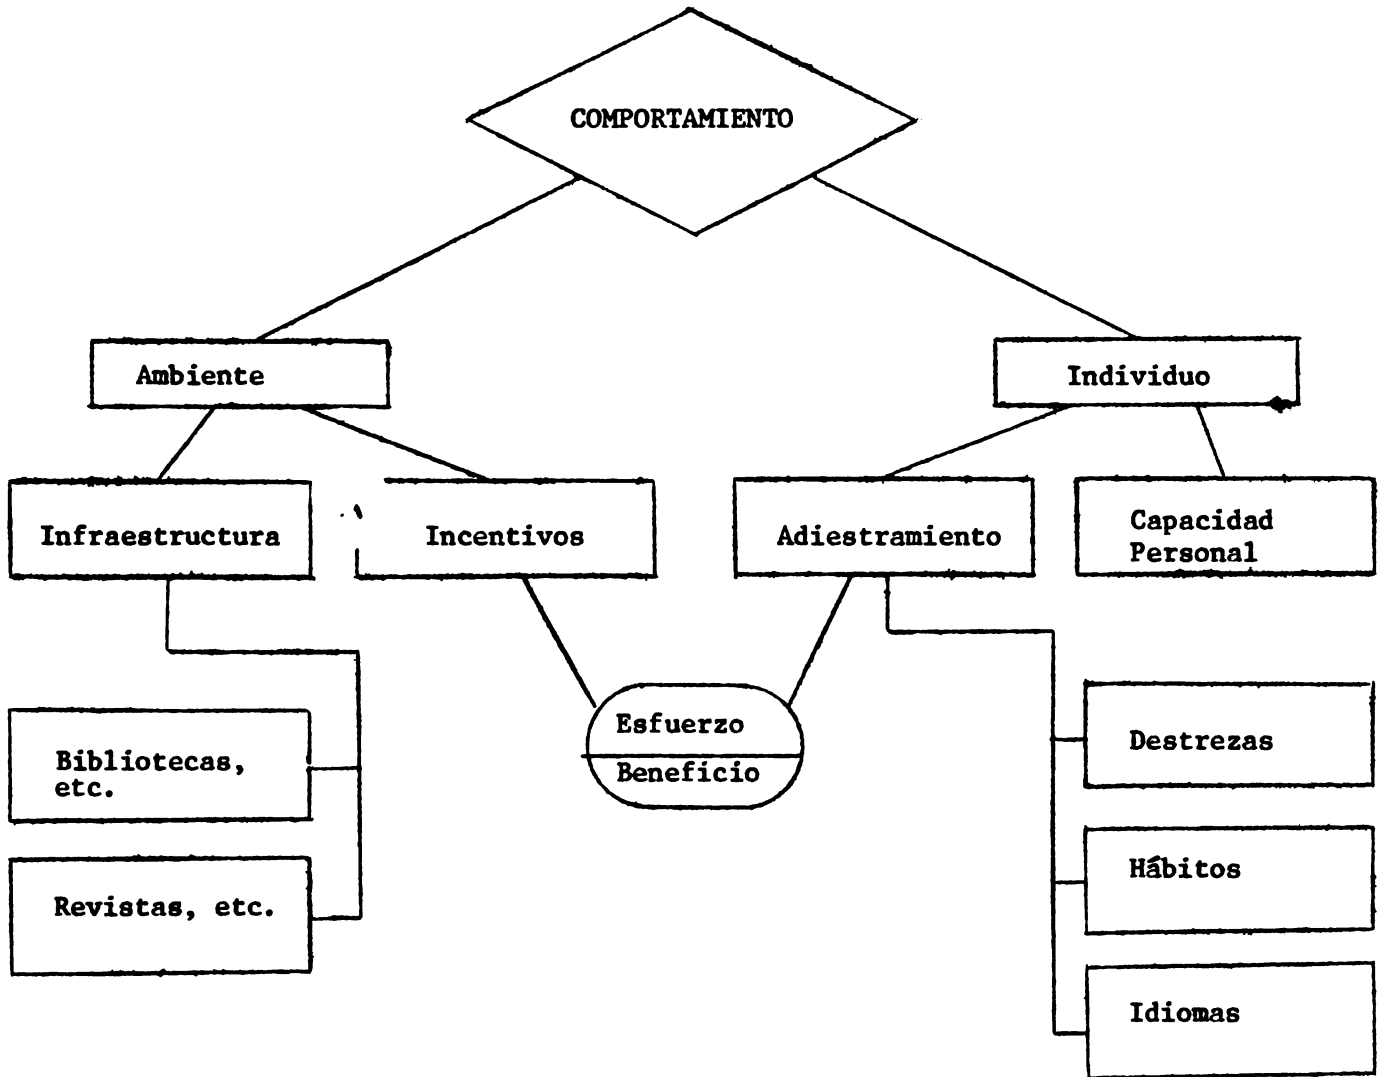 COMPORTAMIENTO
Ambiente
Individuo
Infraestructura
Incentivos
Adiestramiento
Capacidad
Personal
Esfuerzo
Beneficio
Bibliotecas,
etc.
Revistas, etc.
Destrezas
Hábitos
Idiomas